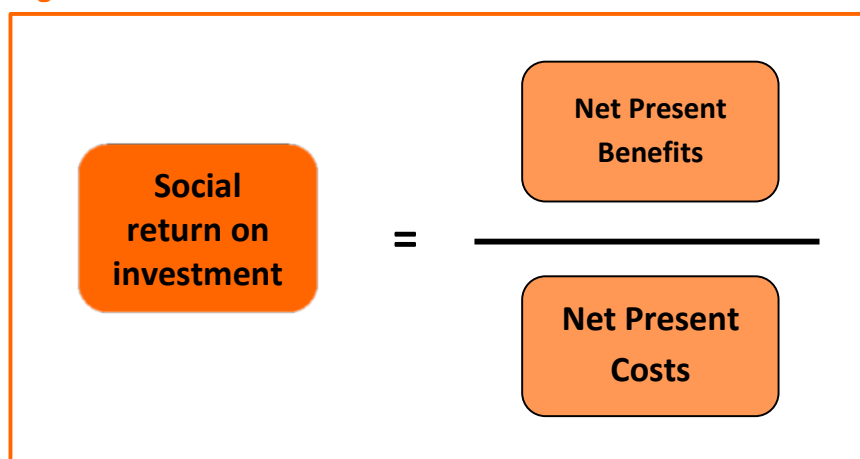 Social
return on
investment
=
Net Present
Benefits
Net Present
Costs